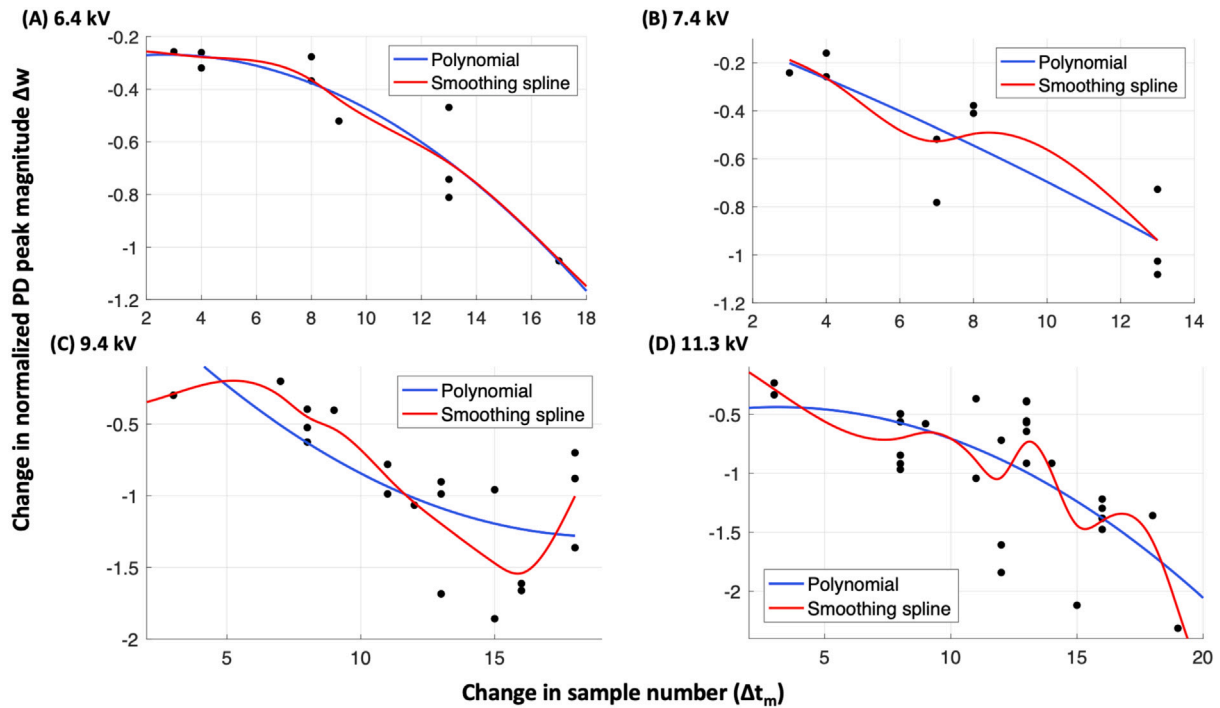 (A) 6.4 kV
-0.2
-0.4
-0.6
-0.8
-1
-1.2
2 4 6 8 10 12 14 16 18
Polynomial
Smoothing spline
(B) 7.4 kV
-0.2
-0.4
-0.6
-0.8
-1
-1.2
4 6 8 10 12 14
Polynomial
Smoothing spline
(C) 9.4 kV
-0.5
-1
-1.5
-2
5 10 15
Polynomial
Smoothing spline
(D) 11.3 kV
-0.5
-1
-1.5
-2
5 10 15 20
Polynomial
Smoothing spline
Change in normalized PD peak magnitude Δw
Change in sample number (Δtm)